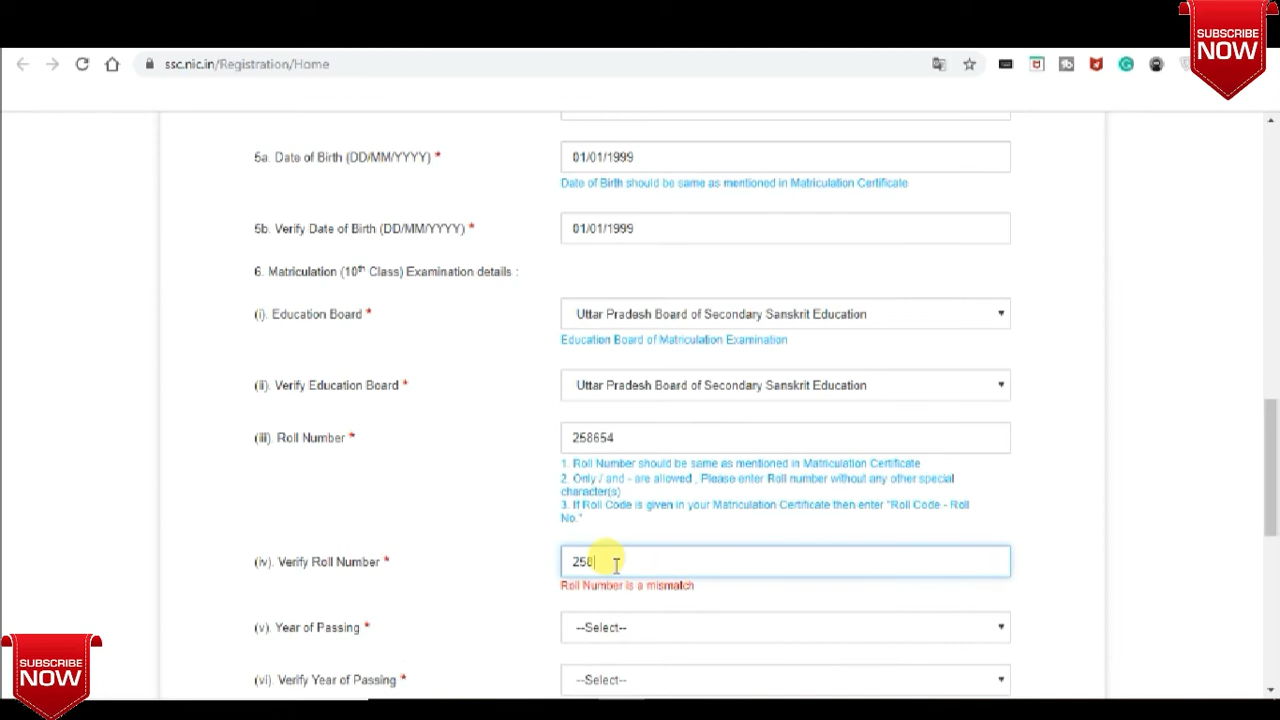 SUBSCRIBE
NOW
ssc.nic.in/Registration/Home
5a. Date of Birth (DD/MM/YYYY) *
01/01/1999
Date of Birth should be same as mentioned in Matriculation Certificate
5b. Verify Date of Birth (DD/MM/YYYY) *
01/01/1999
6. Matriculation (10th Class) Examination details :
(i). Education Board *
Uttar Pradesh Board of Secondary Sanskrit Education
Education Board of Matriculation Examination
(ii). Verify Education Board *
Uttar Pradesh Board of Secondary Sanskrit Education
(iii). Roll Number *
258654
1. Roll Number should be same as mentioned in Matriculation Certificate
2. Only / and - are allowed , Please enter Roll number without any other special
character(s)
3. If Roll Code is given in your Matriculation Certificate then enter "Roll Code - Roll
No."
(iv). Verify Roll Number *
258
Roll Number is a mismatch
(v). Year of Passing *
--Select--
(vi). Verify Year of Passing *
--Select--
SUBSCRIBE
NOW